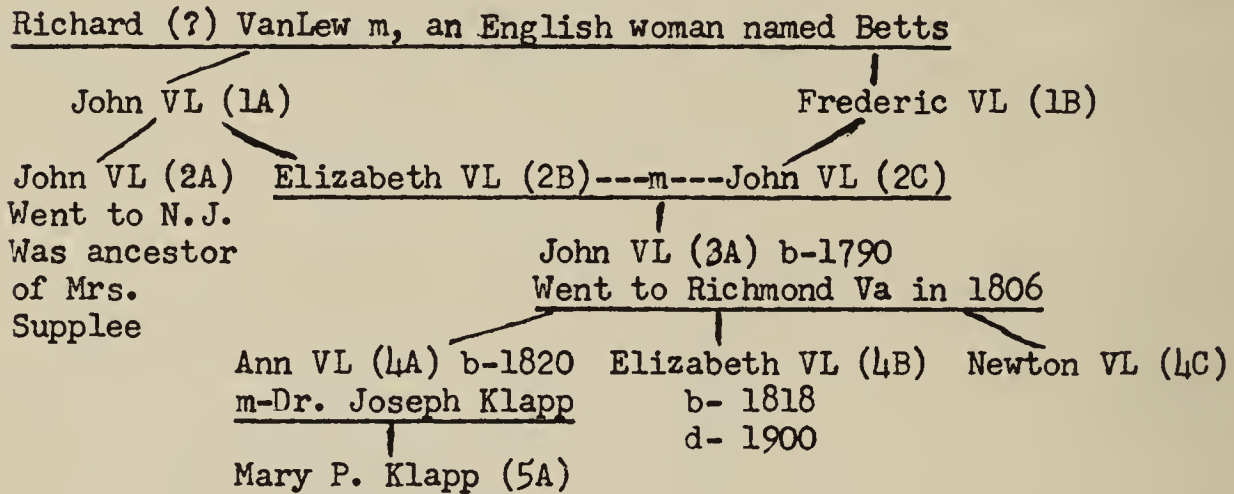 Richard (?) VanLew m, an English woman named Betts
John VL (1A) Frederic VL (1B)
John VL (2A) Elizabeth VL (2B)---m---John VL (2C)
Went to N.J.
Was ancestor John VL (3A) b-1790
of Mrs. Went to Richmond Va in 1806
Supplee
Ann VL (4A) b-1820 Elizabeth VL (4B) Newton VL (4C)
m-Dr. Joseph Klapp b- 1818
d- 1900
Mary P. Klapp (5A)